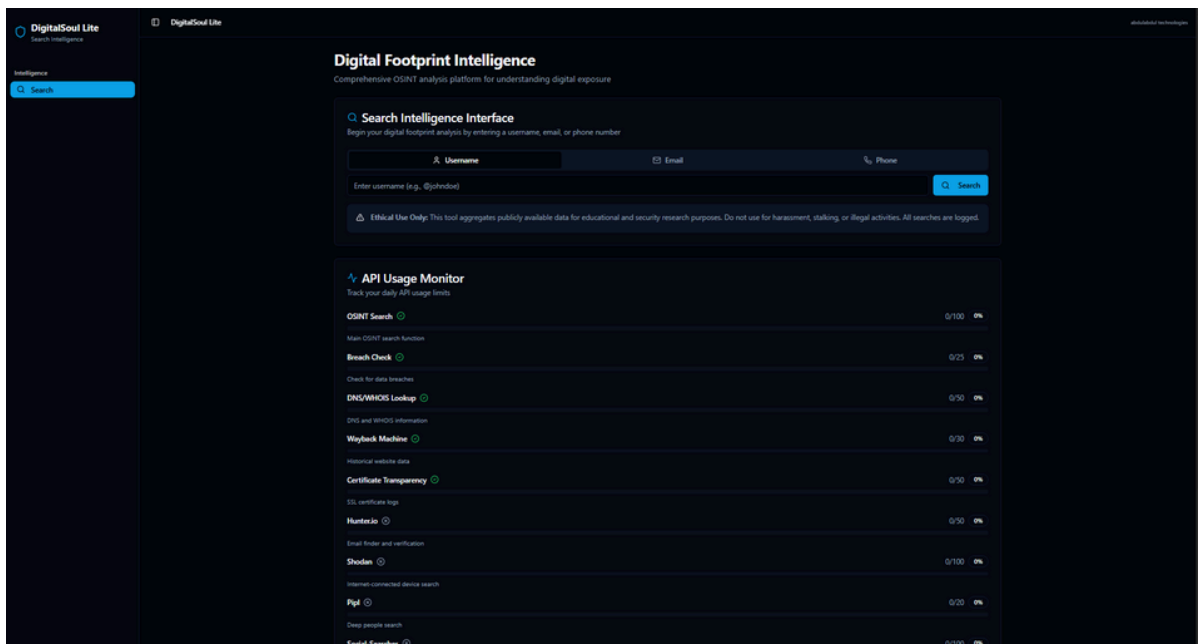 DigitalSoul Lite
Search Intelligence
DigitalSoul Lite
abdulabdul technologies
Intelligence
Search
Digital Footprint Intelligence
Comprehensive OSINT analysis platform for understanding digital exposure
Search Intelligence Interface
Begin your digital footprint analysis by entering a username, email, or phone number
Username Email Phone
Enter username (e.g., @johndoe) Search
Ethical Use Only: This tool aggregates publicly available data for educational and security research purposes. Do not use for harassment, stalking, or illegal activities. All searches are logged.
API Usage Monitor
Track your daily API usage limits
OSINT Search 0/100 0%
Main OSINT search function
Breach Check 0/25 0%
Check for data breaches
DNS/WHOIS Lookup 0/50 0%
DNS and WHOIS information
Wayback Machine 0/30 0%
Historical website data
Certificate Transparency 0/50 0%
SSL certificate logs
Hunter.io 0/50 0%
Email finder and verification
Shodan 0/100 0%
Internet-connected device search
Pipl 0/20 0%
Deep people search
Social Searcher 0/100 0%